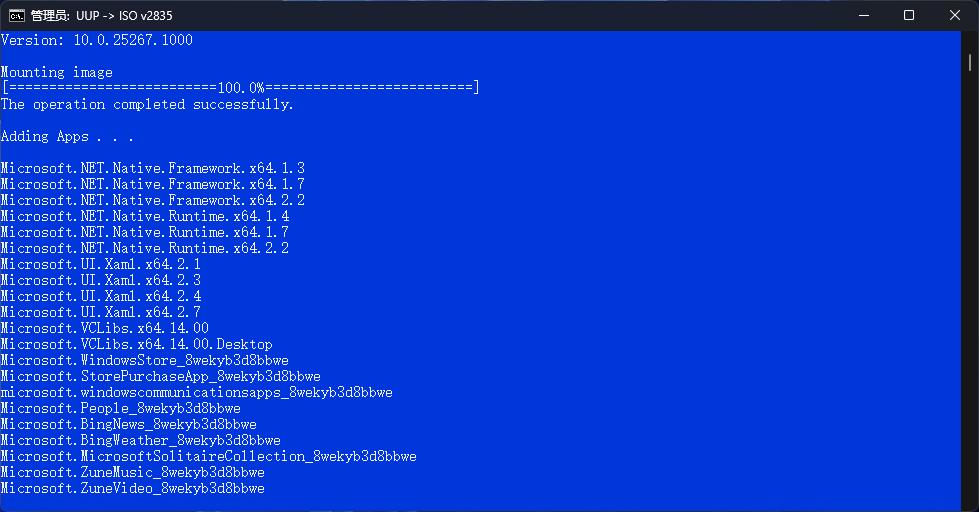 管理员: UUP -> ISO v2835
Version: 10.0.25267.1000
Mounting image
[==========================100.0%==========================]
The operation completed successfully.
Adding Apps . . .
Microsoft.NET.Native.Framework.x64.1.3
Microsoft.NET.Native.Framework.x64.1.7
Microsoft.NET.Native.Framework.x64.2.2
Microsoft.NET.Native.Runtime.x64.1.4
Microsoft.NET.Native.Runtime.x64.1.7
Microsoft.NET.Native.Runtime.x64.2.2
Microsoft.UI.Xaml.x64.2.1
Microsoft.UI.Xaml.x64.2.3
Microsoft.UI.Xaml.x64.2.4
Microsoft.UI.Xaml.x64.2.7
Microsoft.VCLibs.x64.14.00
Microsoft.VCLibs.x64.14.00.Desktop
Microsoft.WindowsStore_8wekyb3d8bbwe
Microsoft.StorePurchaseApp_8wekyb3d8bbwe
microsoft.windowscommunicationsapps_8wekyb3d8bbwe
Microsoft.People_8wekyb3d8bbwe
Microsoft.BingNews_8wekyb3d8bbwe
Microsoft.BingWeather_8wekyb3d8bbwe
Microsoft.MicrosoftSolitaireCollection_8wekyb3d8bbwe
Microsoft.ZuneMusic_8wekyb3d8bbwe
Microsoft.ZuneVideo_8wekyb3d8bbwe